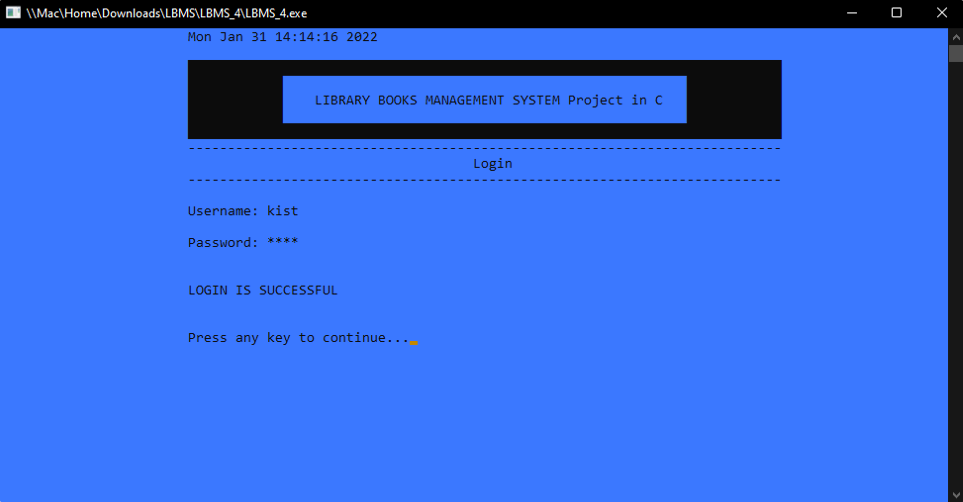 \\Mac\Home\Downloads\LBMS\LBMS_4\LBMS_4.exe
Mon Jan 31 14:14:16 2022
LIBRARY BOOKS MANAGEMENT SYSTEM Project in C
---------------------------------------------------------------------------
Login
---------------------------------------------------------------------------
Username: kist
Password: ****
LOGIN IS SUCCESSFUL
Press any key to continue..._